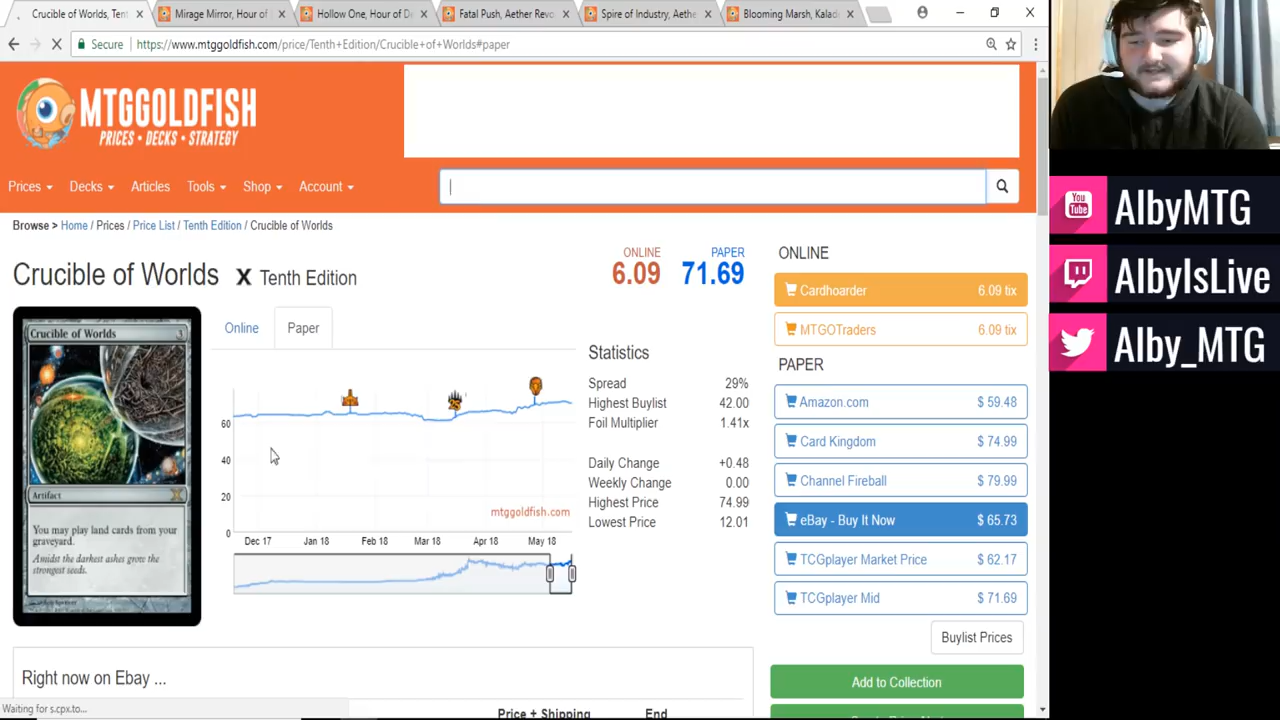 Crucible of Worlds, Tent
Mirage Mirror, Hour of
Hollow One, Hour of De
Fatal Push, Aether Revo
Spire of Industry, Aethe
Blooming Marsh, Kalad
Secure
https://www.mtggoldfish.com/price/Tenth+Edition/Crucible+of+Worlds#paper
MTGGOLDFISH
PRICES • DECKS • STRATEGY
Prices
Decks
Articles
Tools
Shop
Account
Browse > Home / Prices / Price List / Tenth Edition / Crucible of Worlds
Crucible of Worlds X Tenth Edition
ONLINE
6.09
PAPER
71.69
Crucible of Worlds 3
Artifact
You may play land cards from your
graveyard.
Amidst the darkest ashes grow the
strongest seeds.
Online
Paper
60
40
20
0
Dec 17
Jan 18
Feb 18
Mar 18
Apr 18
May 18
mtggoldfish.com
Statistics
Spread 29%
Highest Buylist 42.00
Foil Multiplier 1.41x
Daily Change +0.48
Weekly Change 0.00
Highest Price 74.99
Lowest Price 12.01
ONLINE
Cardhoarder 6.09 tix
MTGOTraders 6.09 tix
PAPER
Amazon.com $ 59.48
Card Kingdom $ 74.99
Channel Fireball $ 79.99
eBay - Buy It Now $ 65.73
TCGplayer Market Price $ 62.17
TCGplayer Mid $ 71.69
Buylist Prices
Add to Collection
Right now on Ebay ...
Price + Shipping
End
Waiting for s.cpx.to...
You
Tube
AlbyMTG
AlbyIsLive
Alby_MTG